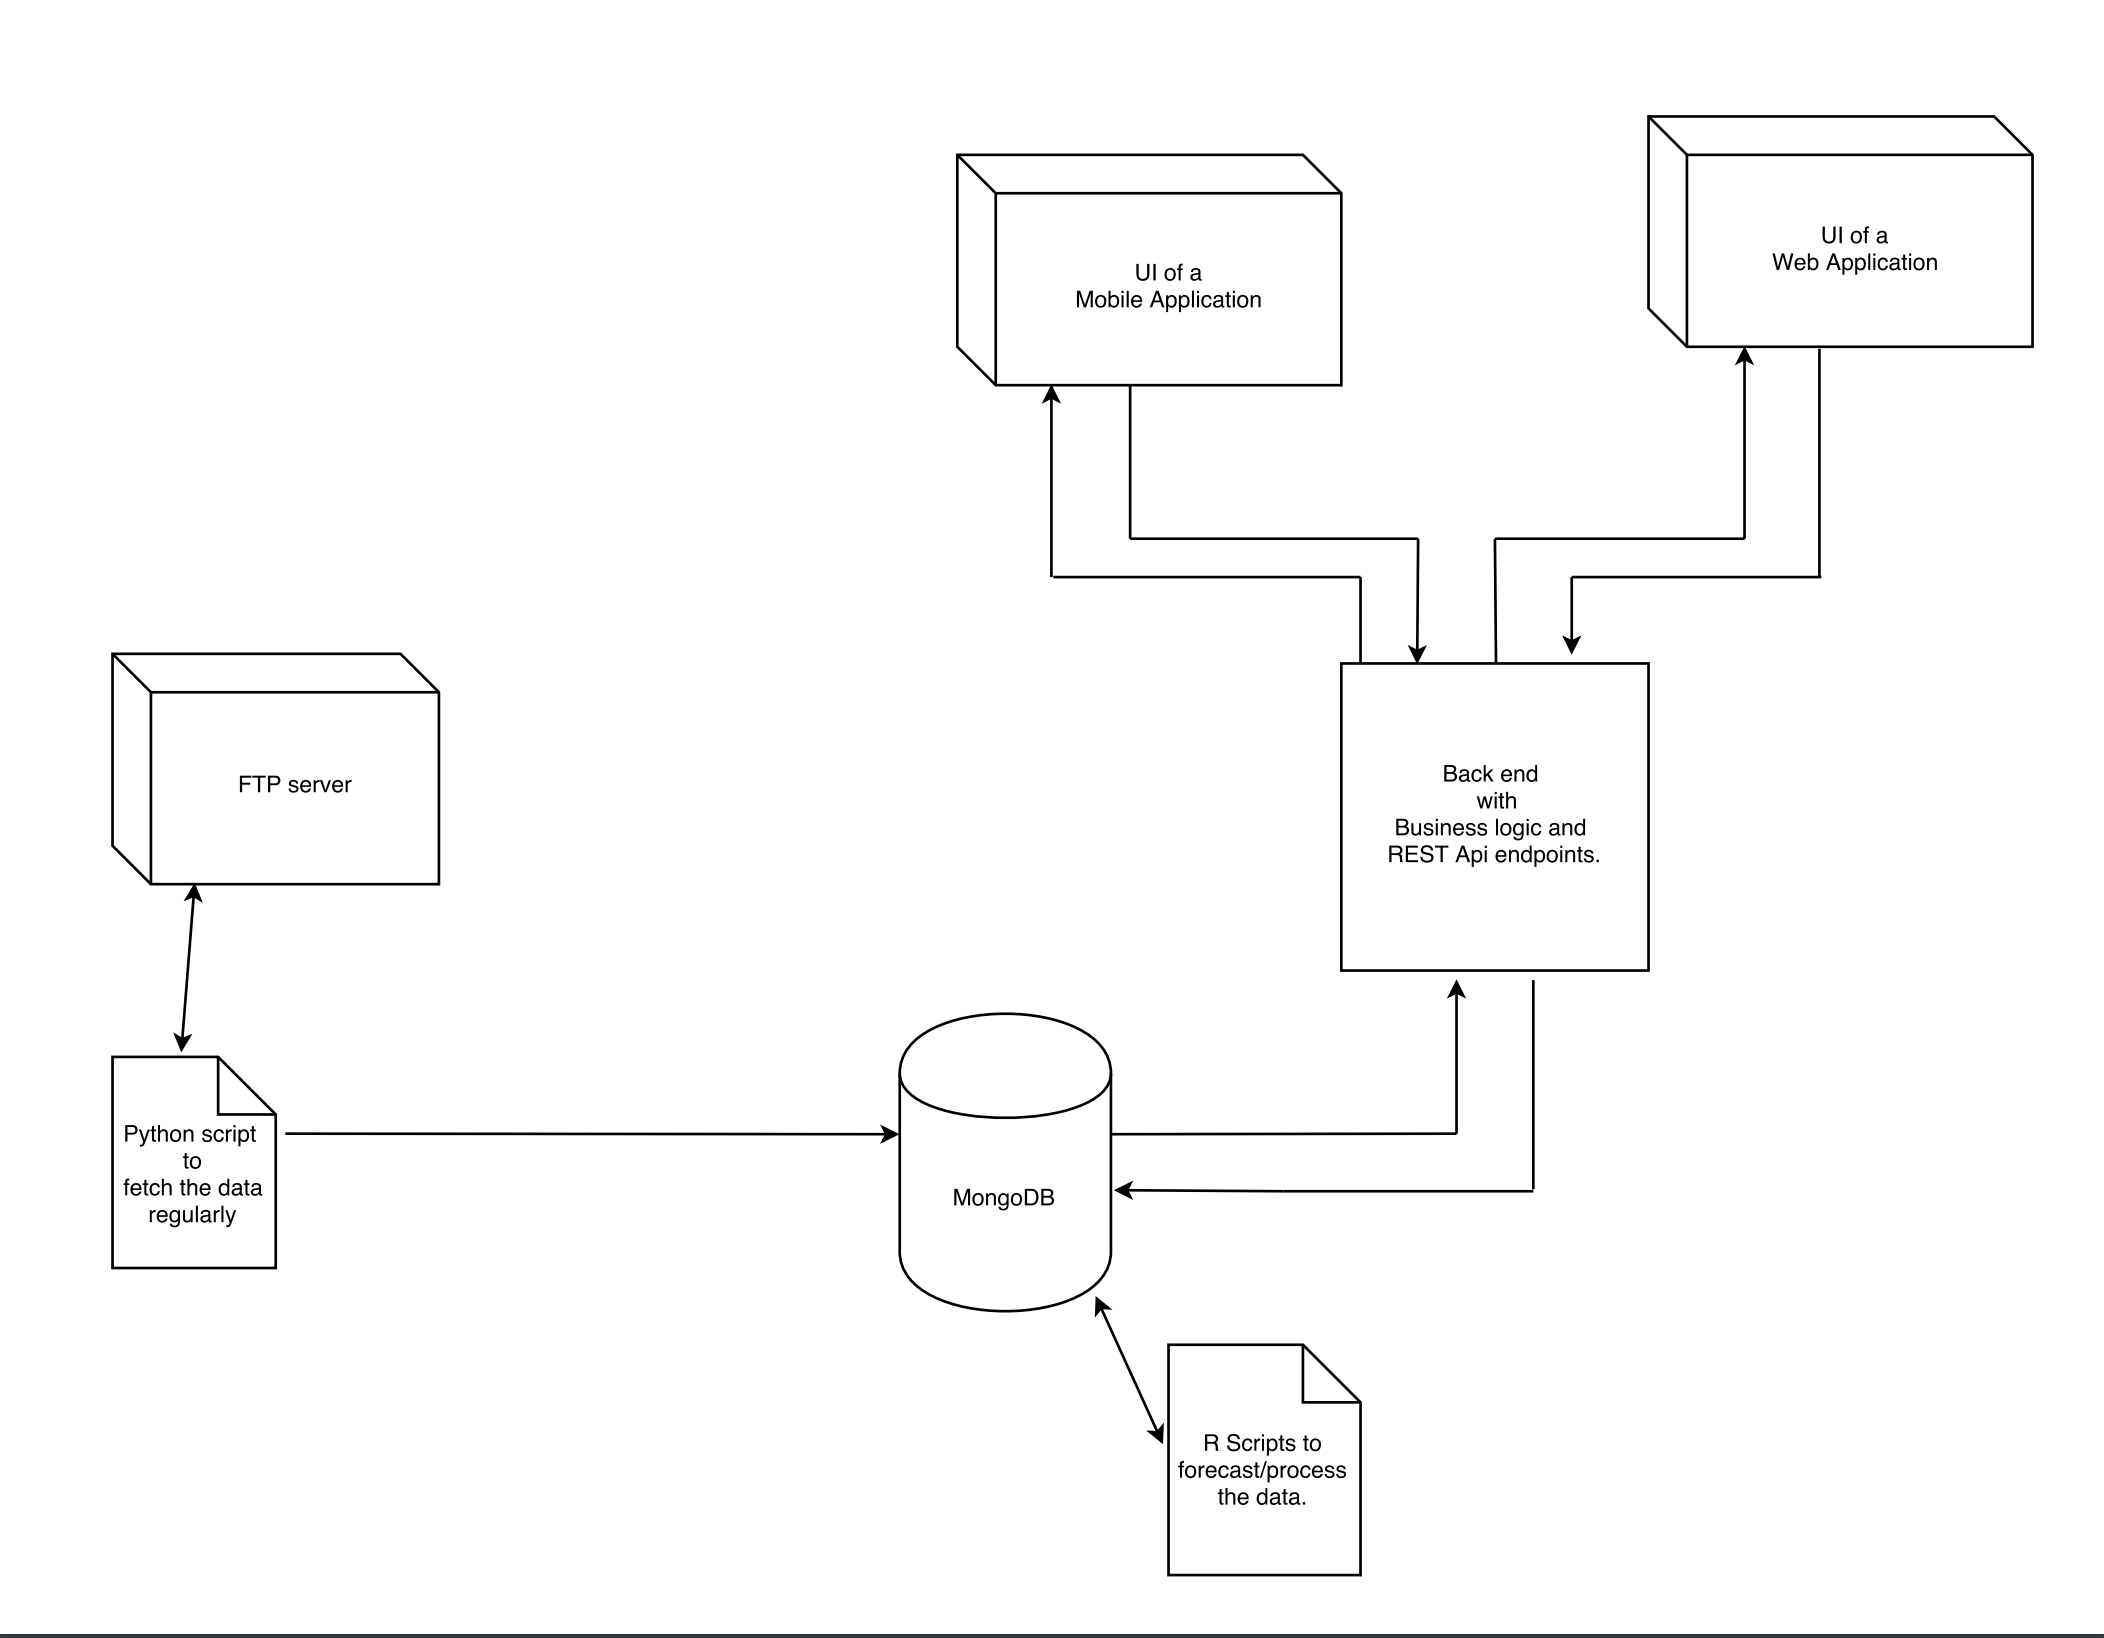 UI of a
Mobile Application
UI of a
Web Application
FTP server
Back end
with
Business logic and
REST Api endpoints.
Python script
to
fetch the data
regularly
MongoDB
R Scripts to
forecast/process
the data.